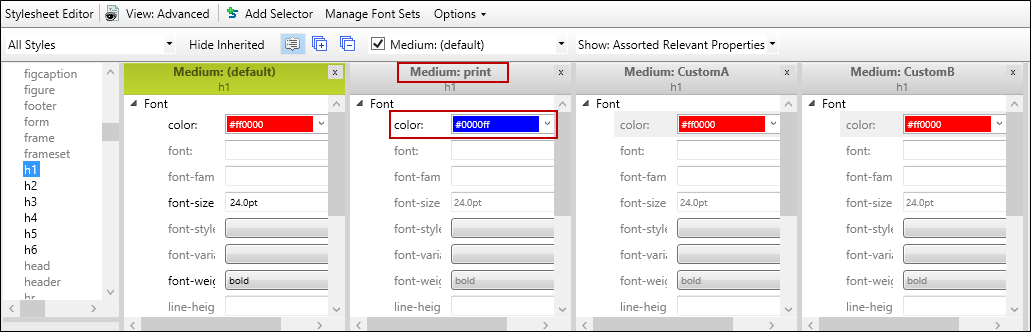 Stylesheet Editor View: Advanced Add Selector Manage Font Sets Options
All Styles Hide Inherited Medium: (default) Show: Assorted Relevant Properties
figcaption
figure
footer
form
frame
frameset
h1
h2
h3
h4
h5
h6
head
header
hr
Medium: (default) x
h1
Font
color: #ff0000
font:
font-fam
font-size 24.0pt
font-style
font-varia
font-weig bold
line-heig
Medium: print x
h1
Font
color: #0000ff
font:
font-fam
font-size 24.0pt
font-style
font-varia
font-weig bold
line-heig
Medium: CustomA x
h1
Font
color: #ff0000
font:
font-fam
font-size 24.0pt
font-style
font-varia
font-weig bold
line-heig
Medium: CustomB x
h1
Font
color: #ff0000
font:
font-fam
font-size 24.0pt
font-style
font-varia
font-weig bold
line-heig